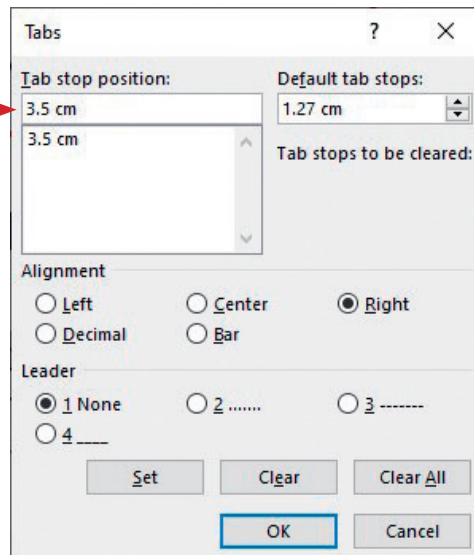 Tabs ? ×
Tab stop position: Default tab stops:
3.5 cm 1.27 cm
3.5 cm
Tab stops to be cleared:
Alignment
Left Center Right
Decimal Bar
Leader
1 None 2 ....... 3 -------
4 ____
Set Clear Clear All
OK Cancel